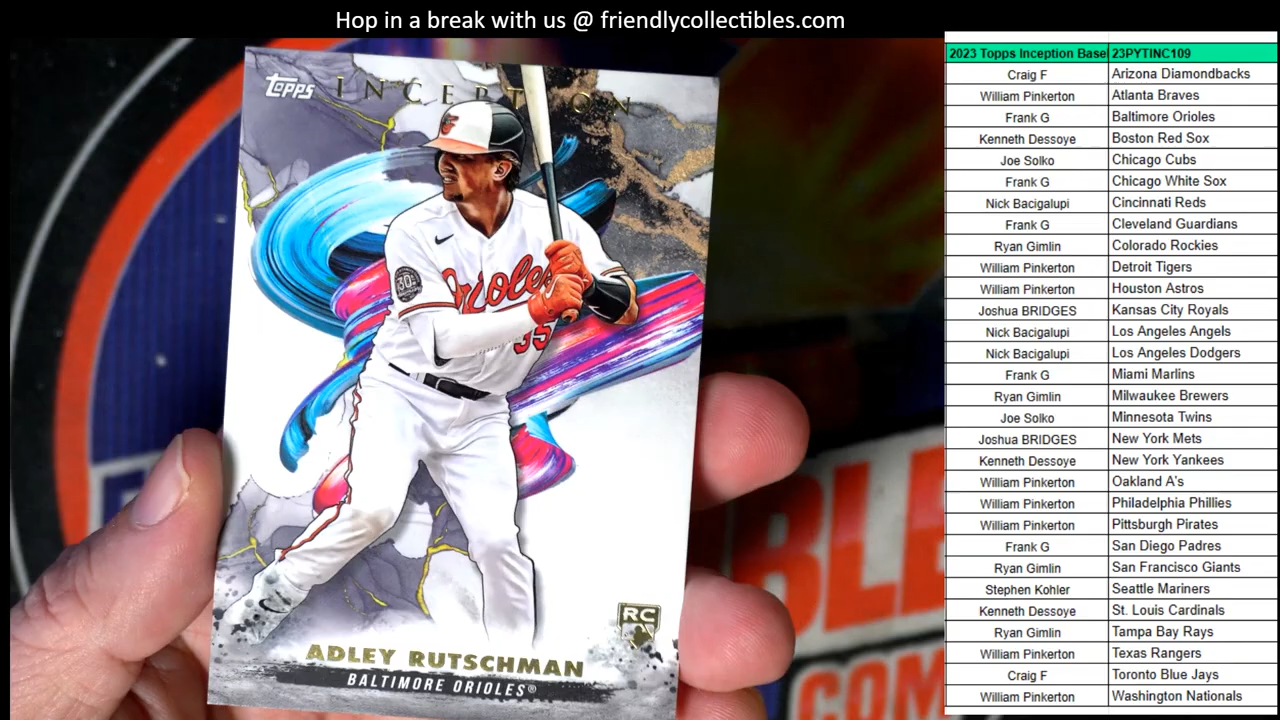 Hop in a break with us @ friendlycollectibles.com
TOPPS INCEPTION
Orioles
35
30th
RC
ADLEY RUTSCHMAN
BALTIMORE ORIOLES®
BLE
COM
2023 Topps Inception Base 23PYTINC109
Craig F Arizona Diamondbacks
William Pinkerton Atlanta Braves
Frank G Baltimore Orioles
Kenneth Dessoye Boston Red Sox
Joe Solko Chicago Cubs
Frank G Chicago White Sox
Nick Bacigalupi Cincinnati Reds
Frank G Cleveland Guardians
Ryan Gimlin Colorado Rockies
William Pinkerton Detroit Tigers
William Pinkerton Houston Astros
Joshua BRIDGES Kansas City Royals
Nick Bacigalupi Los Angeles Angels
Nick Bacigalupi Los Angeles Dodgers
Frank G Miami Marlins
Ryan Gimlin Milwaukee Brewers
Joe Solko Minnesota Twins
Joshua BRIDGES New York Mets
Kenneth Dessoye New York Yankees
William Pinkerton Oakland A's
William Pinkerton Philadelphia Phillies
William Pinkerton Pittsburgh Pirates
Frank G San Diego Padres
Ryan Gimlin San Francisco Giants
Stephen Kohler Seattle Mariners
Kenneth Dessoye St. Louis Cardinals
Ryan Gimlin Tampa Bay Rays
William Pinkerton Texas Rangers
Craig F Toronto Blue Jays
William Pinkerton Washington Nationals